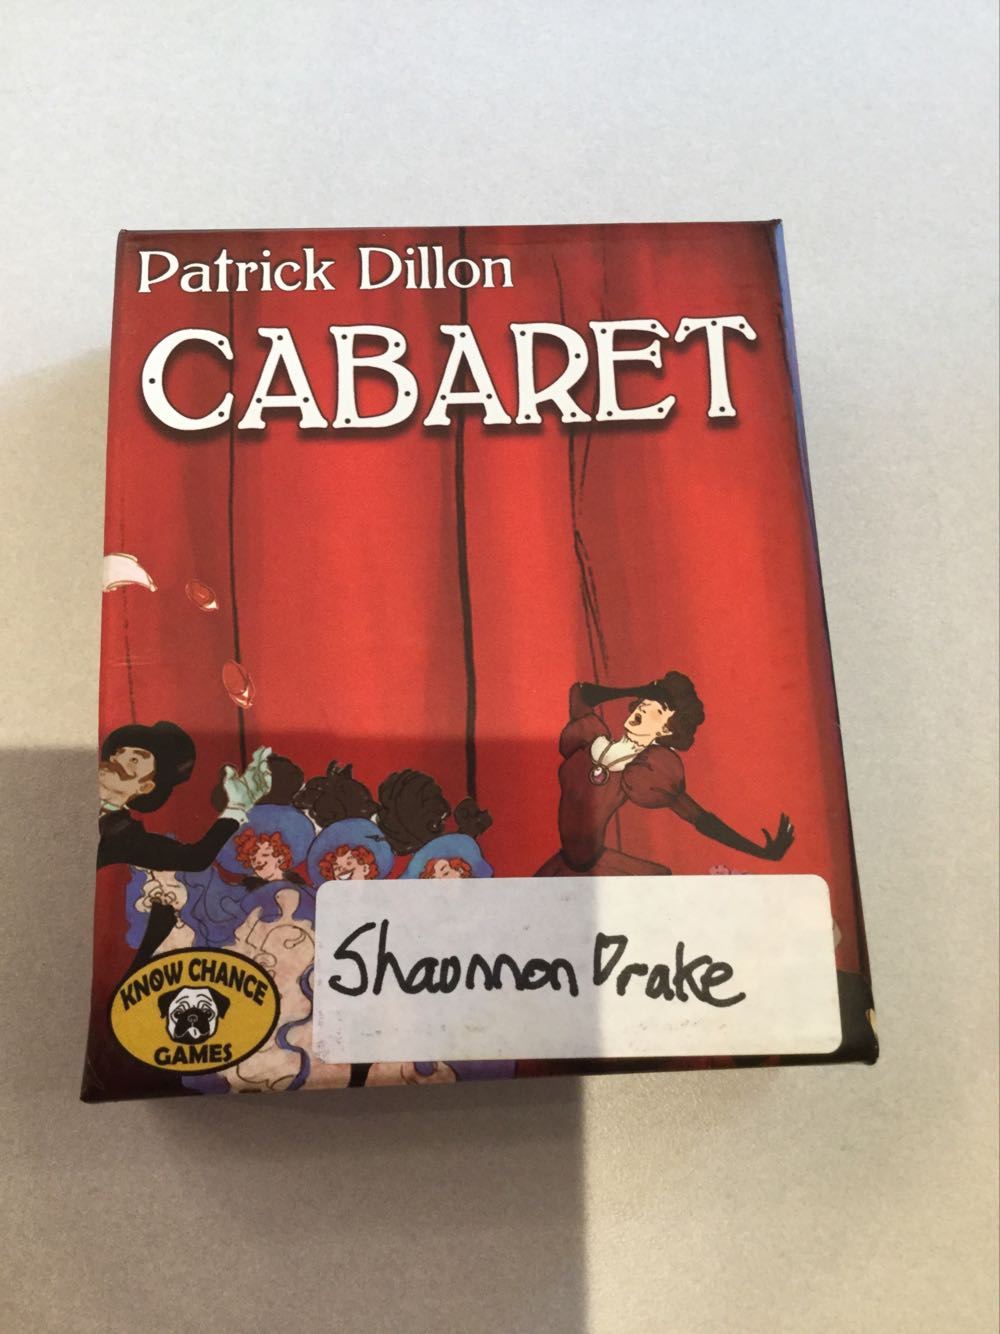 Patrick Dillon
CABARET
Shaonnon Drake
KNOW CHANCE
GAMES